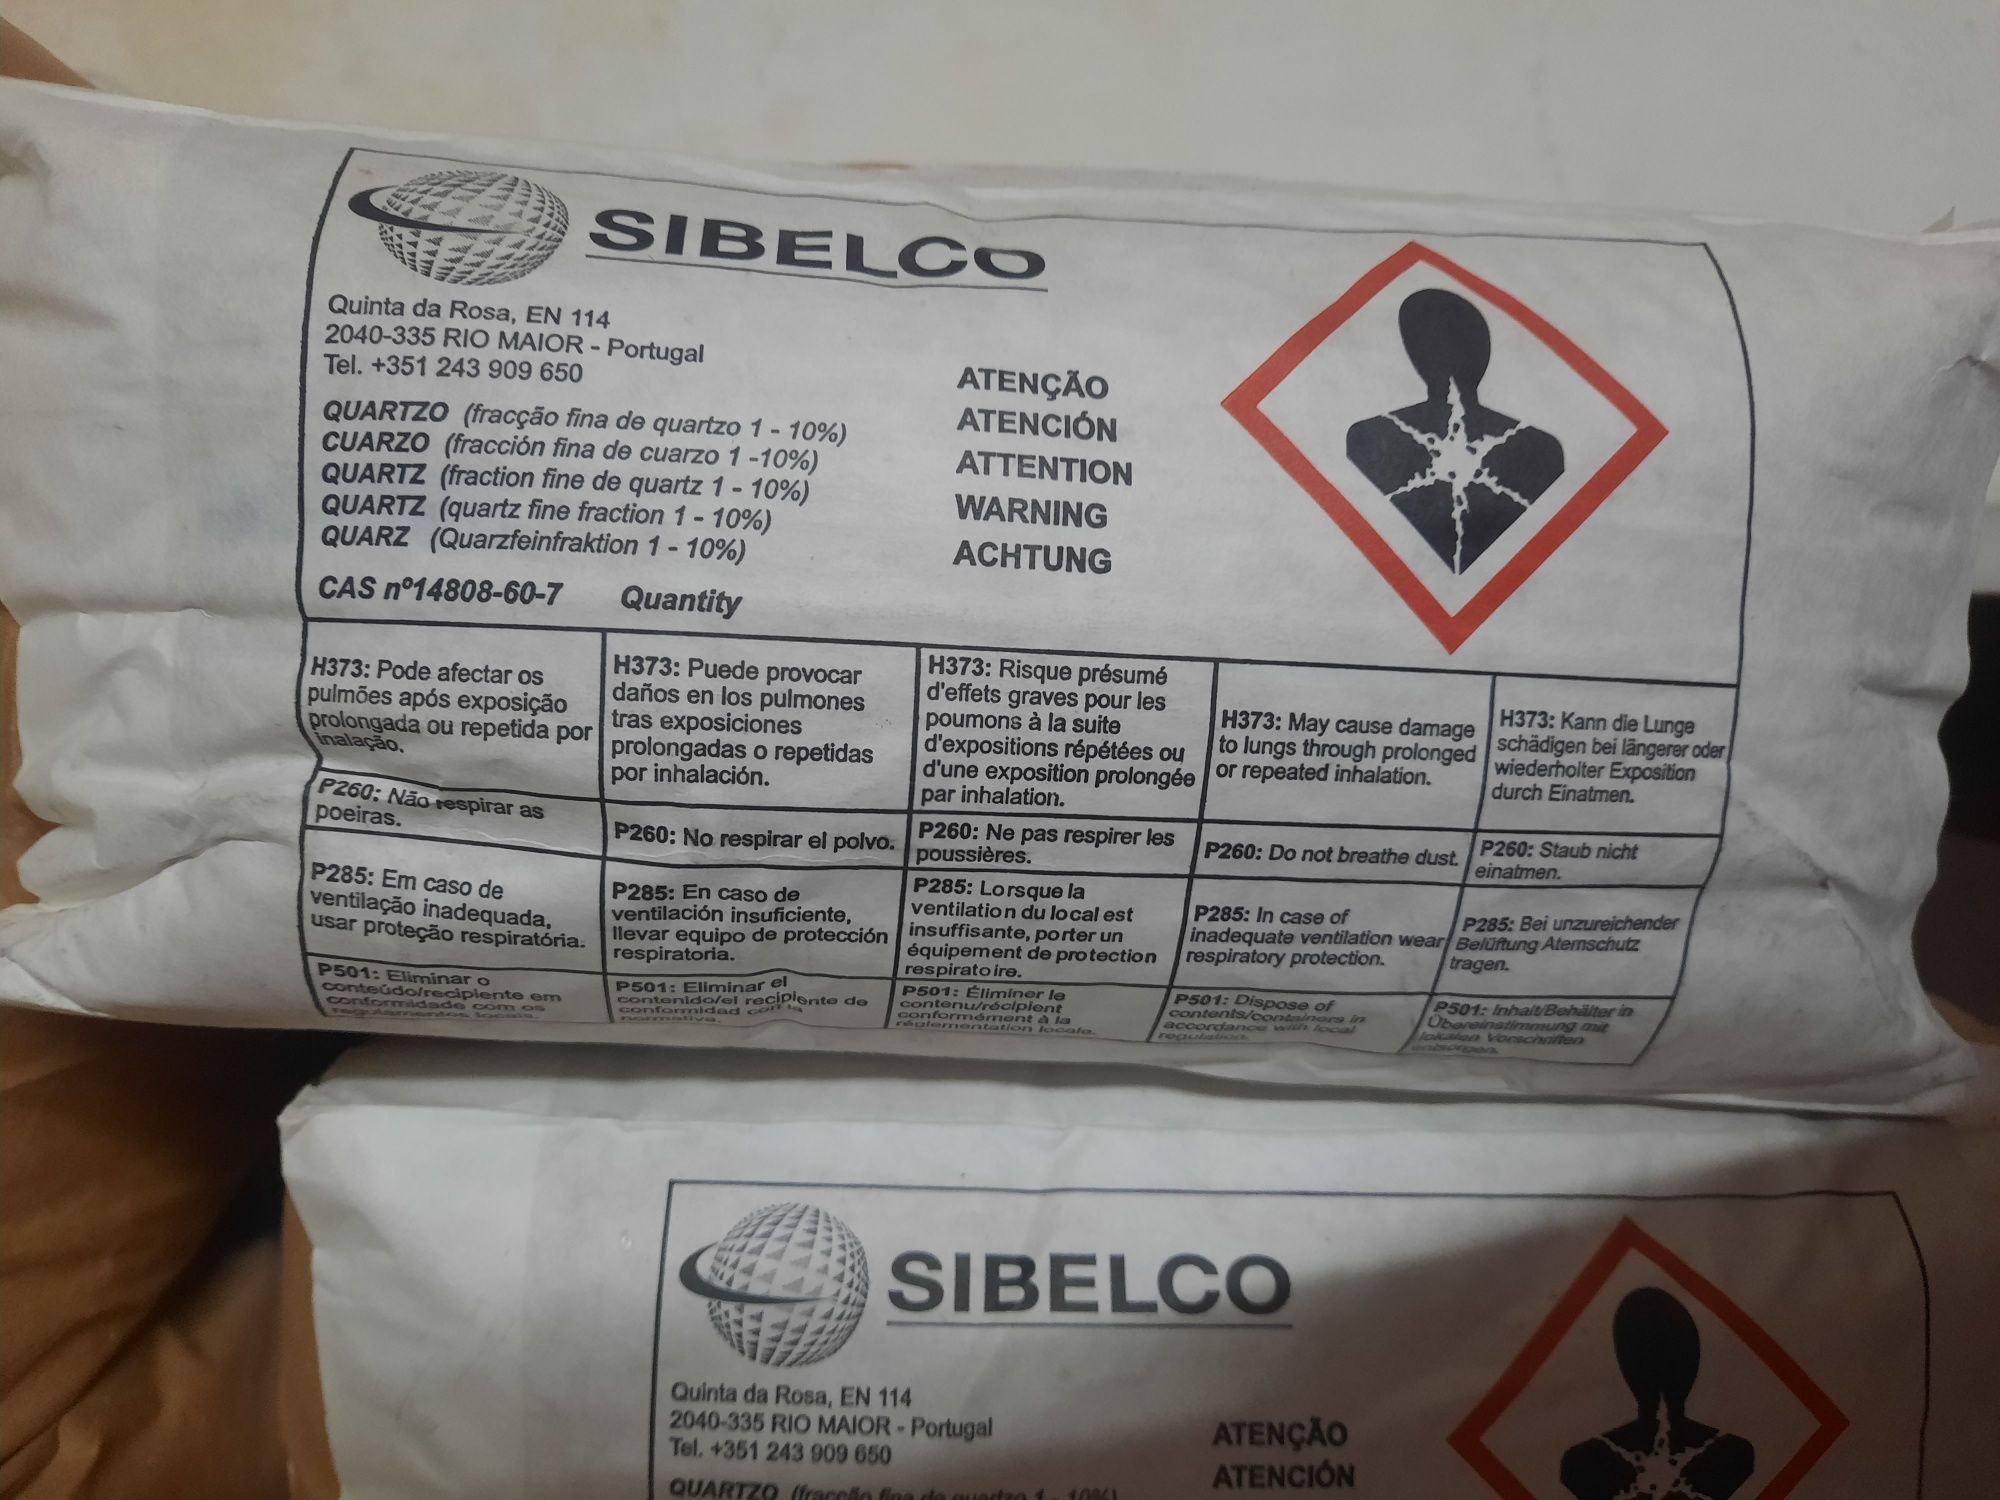 SIBELCO
Quinta da Rosa, EN 114
2040-335 RIO MAIOR - Portugal
Tel. +351 243 909 650
QUARTZO (fracção fina de quartzo 1 - 10%)
CUARZO (fracción fina de cuarzo 1 -10%)
QUARTZ (fraction fine de quartz 1 - 10%)
QUARTZ (quartz fine fraction 1 - 10%)
QUARZ (Quarzfeinfraktion 1 - 10%)
CAS nº14808-60-7 Quantity
ATENÇÃO
ATENCIÓN
ATTENTION
WARNING
ACHTUNG
H373: Pode afectar os
pulmões após exposição
prolongada ou repetida por
inalação.
H373: Puede provocar
daños en los pulmones
tras exposiciones
prolongadas o repetidas
por inhalación.
H373: Risque présumé
d'effets graves pour les
poumons à la suite
d'expositions répétées ou
d'une exposition prolongée
par inhalation.
H373: May cause damage
to lungs through prolonged
or repeated inhalation.
H373: Kann die Lunge
schädigen bei längerer oder
wiederholter Exposition
durch Einatmen.
P260: Não respirar as
poeiras.
P260: No respirar el polvo.
P260: Ne pas respirer les
poussières.
P260: Do not breathe dust.
P260: Staub nicht
einatmen.
P285: Em caso de
ventilação inadequada,
usar proteção respiratória.
P285: En caso de
ventilación insuficiente,
llevar equipo de protección
respiratoria.
P285: Lorsque la
ventilation du local est
insuffisante, porter un
équipement de protection
respiratoire.
P285: In case of
inadequate ventilation wear
respiratory protection.
P285: Bei unzureichender
Belüftung Atemschutz
tragen.
P501: Eliminar o
conteúdo/recipiente em
conformidade com os
regulamentos locais.
P501: Eliminar el
contenido/el recipiente de
conformidad con la
normativa.
P501: Éliminer le
contenu/récipient
conformément à la
réglementation locale.
P501: Dispose of
contents/containers in
accordance with local
regulation.
P501: Inhalt/Behälter in
Übereinstimmung mit
lokalen Vorschriften
entsorgen.
SIBELCO
Quinta da Rosa, EN 114
2040-335 RIO MAIOR - Portugal
Tel. +351 243 909 650
QUARTZO (fracção fina de quartzo 1 - 10%)
ATENÇÃO
ATENCIÓN